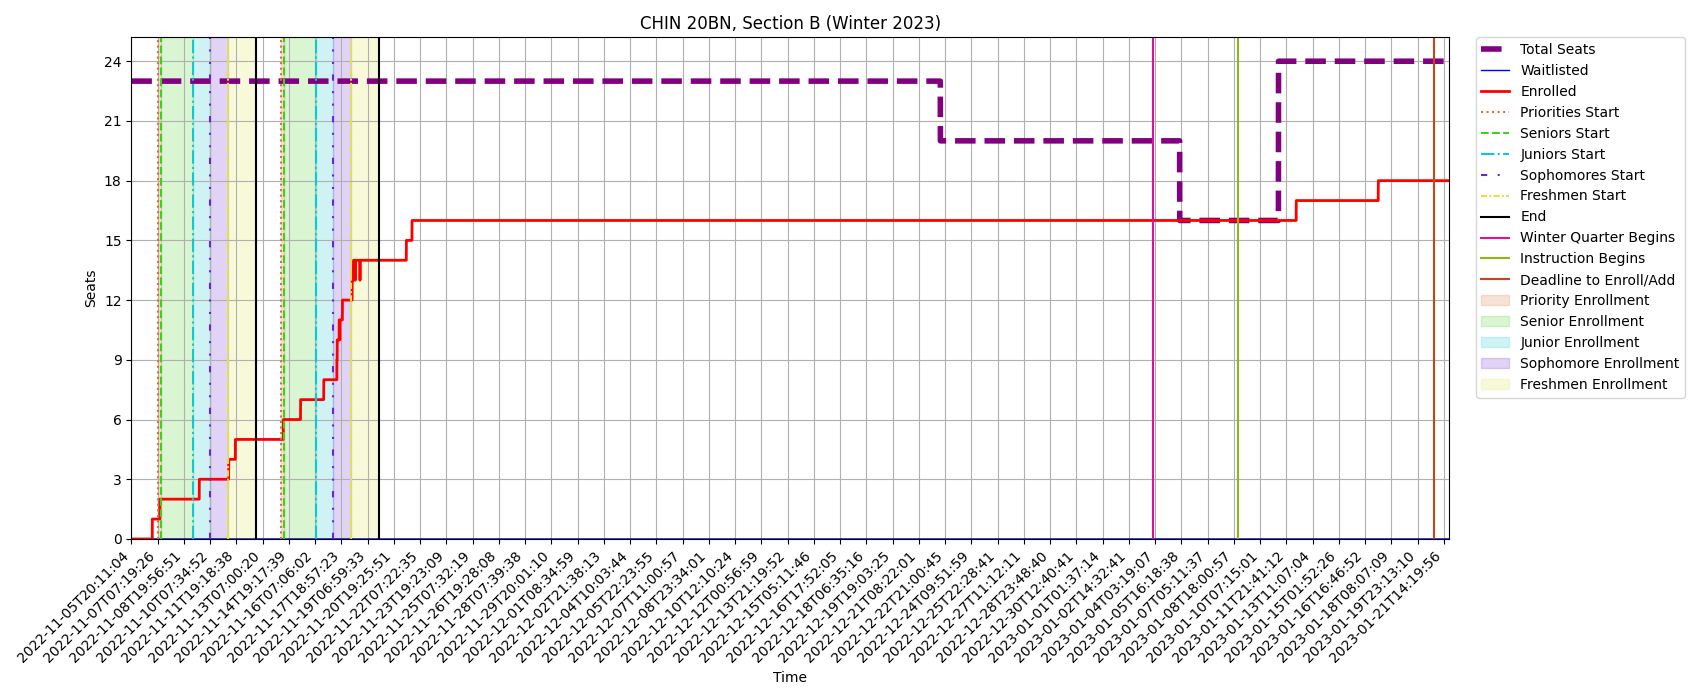 CHIN 20BN, Section B (Winter 2023)
Seats
24
21
18
15
12
9
6
3
0
2022-11-05T20:11:04
2022-11-07T07:19:26
2022-11-08T19:56:51
2022-11-10T07:34:52
2022-11-11T19:18:38
2022-11-13T07:00:20
2022-11-14T19:17:39
2022-11-16T07:06:02
2022-11-17T18:57:23
2022-11-19T06:59:33
2022-11-20T19:25:51
2022-11-22T07:22:35
2022-11-23T19:23:09
2022-11-25T07:32:19
2022-11-26T19:28:08
2022-11-28T07:39:38
2022-11-29T20:01:10
2022-12-01T08:34:59
2022-12-02T21:38:13
2022-12-04T10:03:44
2022-12-05T22:23:55
2022-12-07T11:00:57
2022-12-08T23:34:01
2022-12-10T12:10:24
2022-12-12T00:56:59
2022-12-13T13:19:52
2022-12-15T05:11:46
2022-12-16T17:52:05
2022-12-18T06:35:16
2022-12-19T19:03:25
2022-12-21T08:22:01
2022-12-22T21:00:45
2022-12-24T09:51:59
2022-12-25T22:28:41
2022-12-27T11:12:11
2022-12-28T23:48:40
2022-12-30T12:40:41
2023-01-01T01:37:14
2023-01-02T14:32:41
2023-01-04T03:19:07
2023-01-05T16:18:38
2023-01-07T05:11:37
2023-01-08T18:00:57
2023-01-10T07:15:01
2023-01-11T21:41:12
2023-01-13T11:07:04
2023-01-15T01:52:26
2023-01-16T16:46:52
2023-01-18T08:07:09
2023-01-19T23:13:10
2023-01-21T14:19:56
Time
Total Seats
Waitlisted
Enrolled
Priorities Start
Seniors Start
Juniors Start
Sophomores Start
Freshmen Start
End
Winter Quarter Begins
Instruction Begins
Deadline to Enroll/Add
Priority Enrollment
Senior Enrollment
Junior Enrollment
Sophomore Enrollment
Freshmen Enrollment